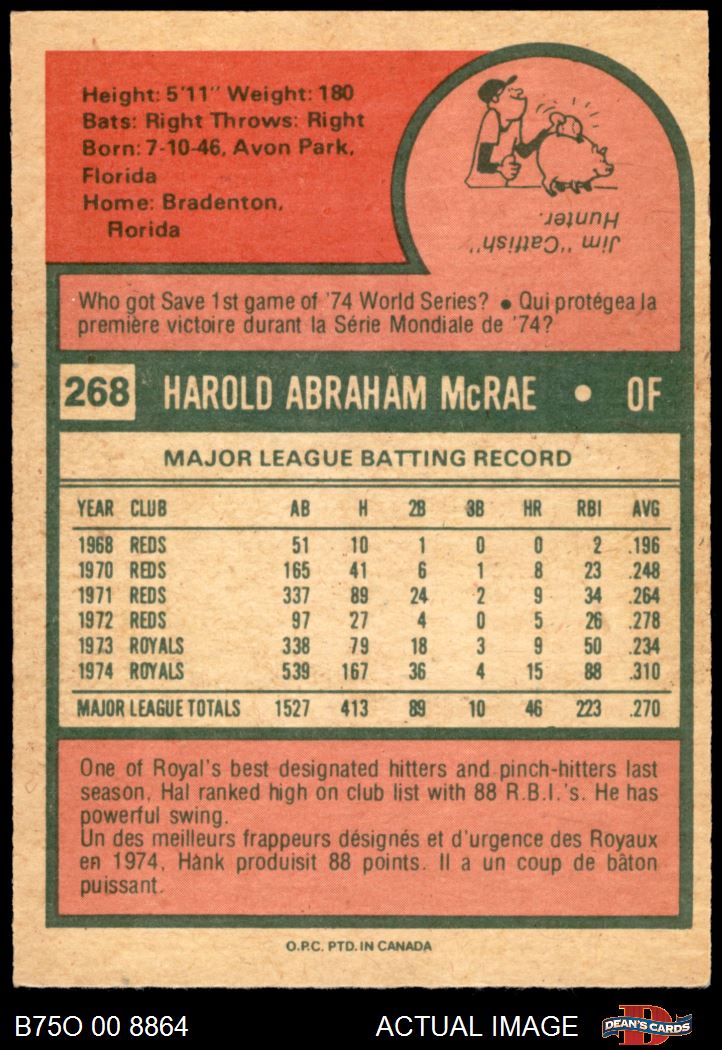 Height: 5'11" Weight: 180
Bats: Right Throws: Right
Born: 7-10-46, Avon Park,
Florida
Home: Bradenton,
Florida
Jim "Catfish"
Hunter.
Who got Save 1st game of '74 World Series? • Qui protégea la
première victoire durant la Série Mondiale de '74?
268 HAROLD ABRAHAM McRAE • OF
MAJOR LEAGUE BATTING RECORD
YEAR CLUB AB H 2B 3B HR RBI AVG
1968 REDS 51 10 1 0 0 2 .196
1970 REDS 165 41 6 1 8 23 .248
1971 REDS 337 89 24 2 9 34 .264
1972 REDS 97 27 4 0 5 26 .278
1973 ROYALS 338 79 18 3 9 50 .234
1974 ROYALS 539 167 36 4 15 88 .310
MAJOR LEAGUE TOTALS 1527 413 89 10 46 223 .270
One of Royal's best designated hitters and pinch-hitters last
season, Hal ranked high on club list with 88 R.B.I.'s. He has
powerful swing.
Un des meilleurs frappeurs désignés et d'urgence des Royaux
en 1974, Hank produisit 88 points. Il a un coup de bâton
puissant.
O.P.C. PTD. IN CANADA
B75O 00 8864 ACTUAL IMAGE D DEAN'S CARDS